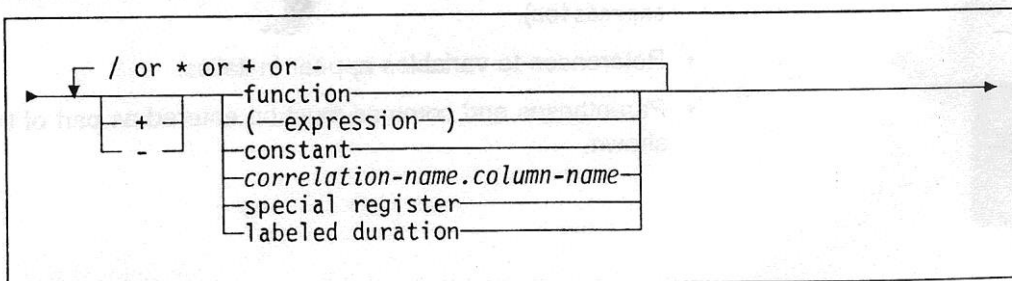 / or * or + or -
function
+
(expression)
-
constant
correlation-name.column-name
special register
labeled duration